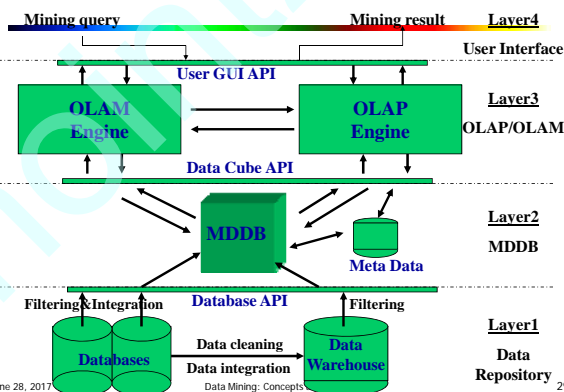 Mining query
Mining result
Layer4
User Interface
User GUI API
OLAM
Engine
OLAP
Engine
Layer3
OLAP/OLAM
Data Cube API
MDDB
Meta Data
Layer2
MDDB
Database API
Filtering&Integration
Filtering
Layer1
Data
Repository
Databases
Data cleaning
Data integration
Data
Warehouse
June 28, 2017
Data Mining: Concepts